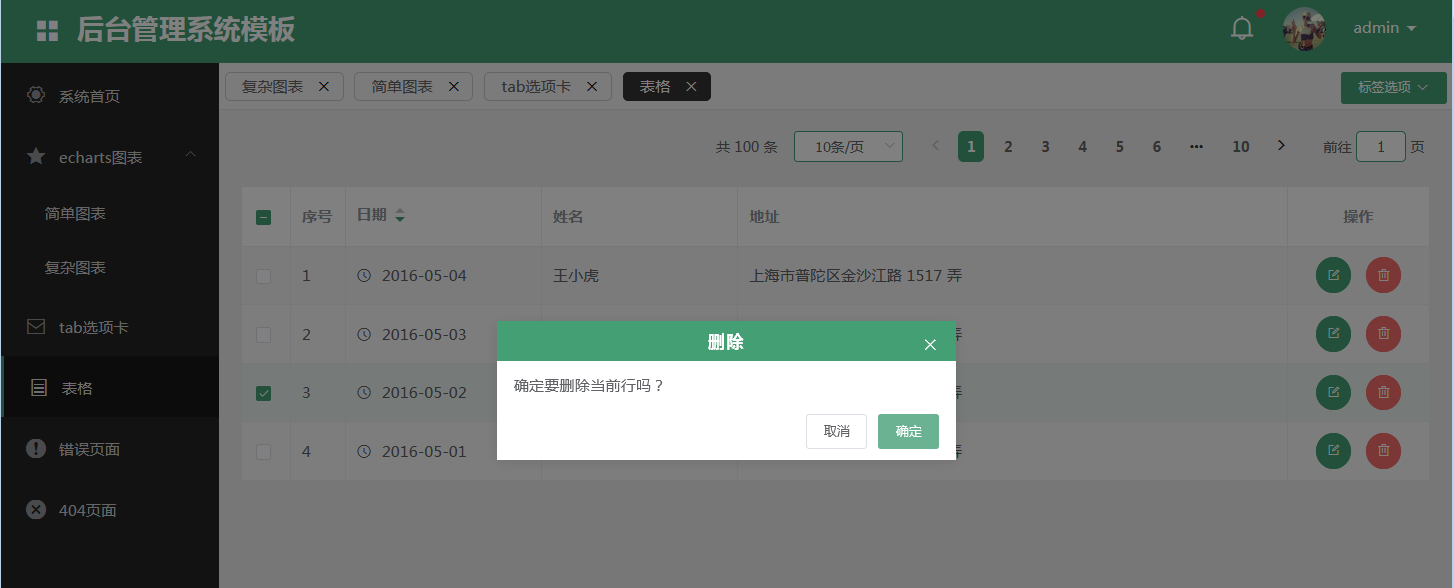 后台管理系统模板
admin
系统首页
echarts图表
简单图表
复杂图表
tab选项卡
表格
错误页面
404页面
复杂图表
简单图表
tab选项卡
表格
标签选项
共 100 条
10条/页
1 2 3 4 5 6 ••• 10
前往 1 页
序号 日期 姓名 地址 操作
1 2016-05-04 王小虎 上海市普陀区金沙江路 1517 弄
2 2016-05-03 弄
3 2016-05-02 弄
4 2016-05-01 弄
删除
确定要删除当前行吗？
取消 确定